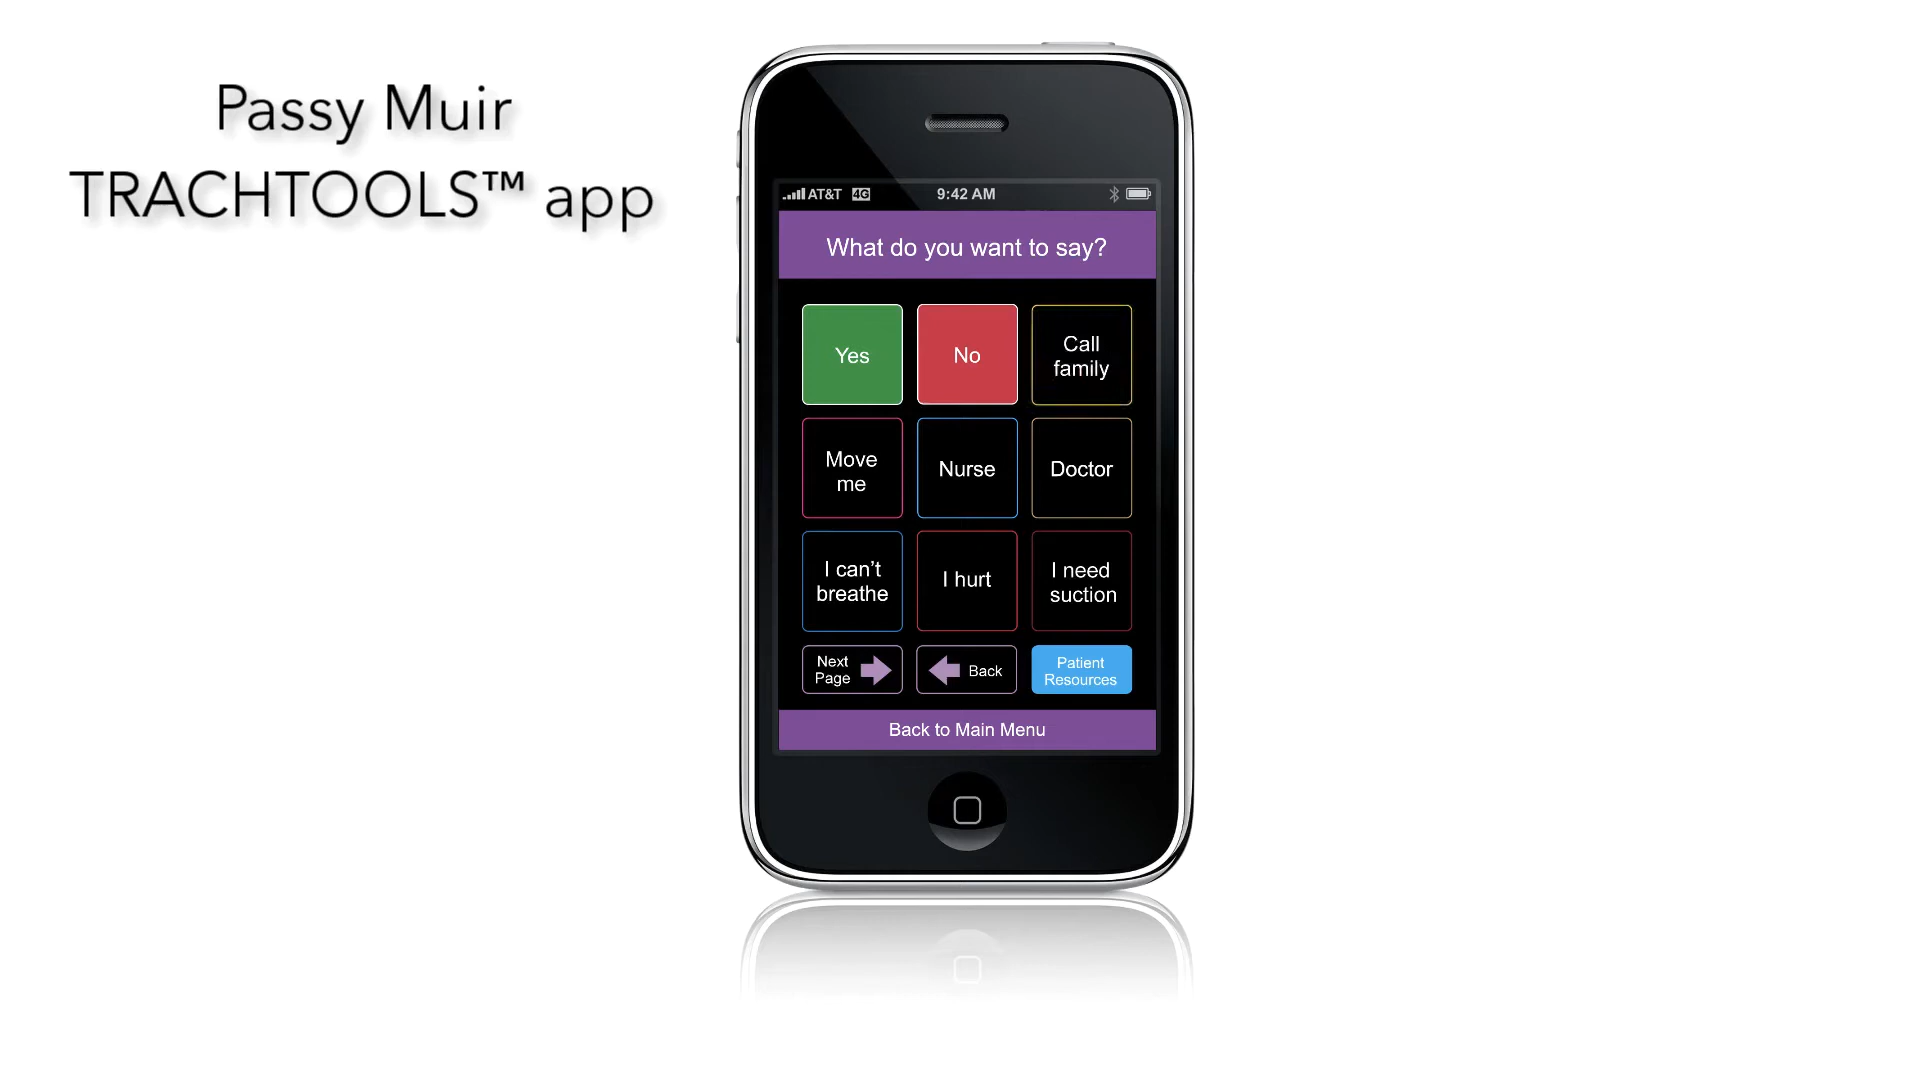 Passy Muir
TRACHTOOLS™ app
AT&T 4G 9:42 AM
What do you want to say?
Yes
No
Call
family
Move
me
Nurse
Doctor
I can’t
breathe
I hurt
I need
suction
Next
Page
Back
Patient
Resources
Back to Main Menu